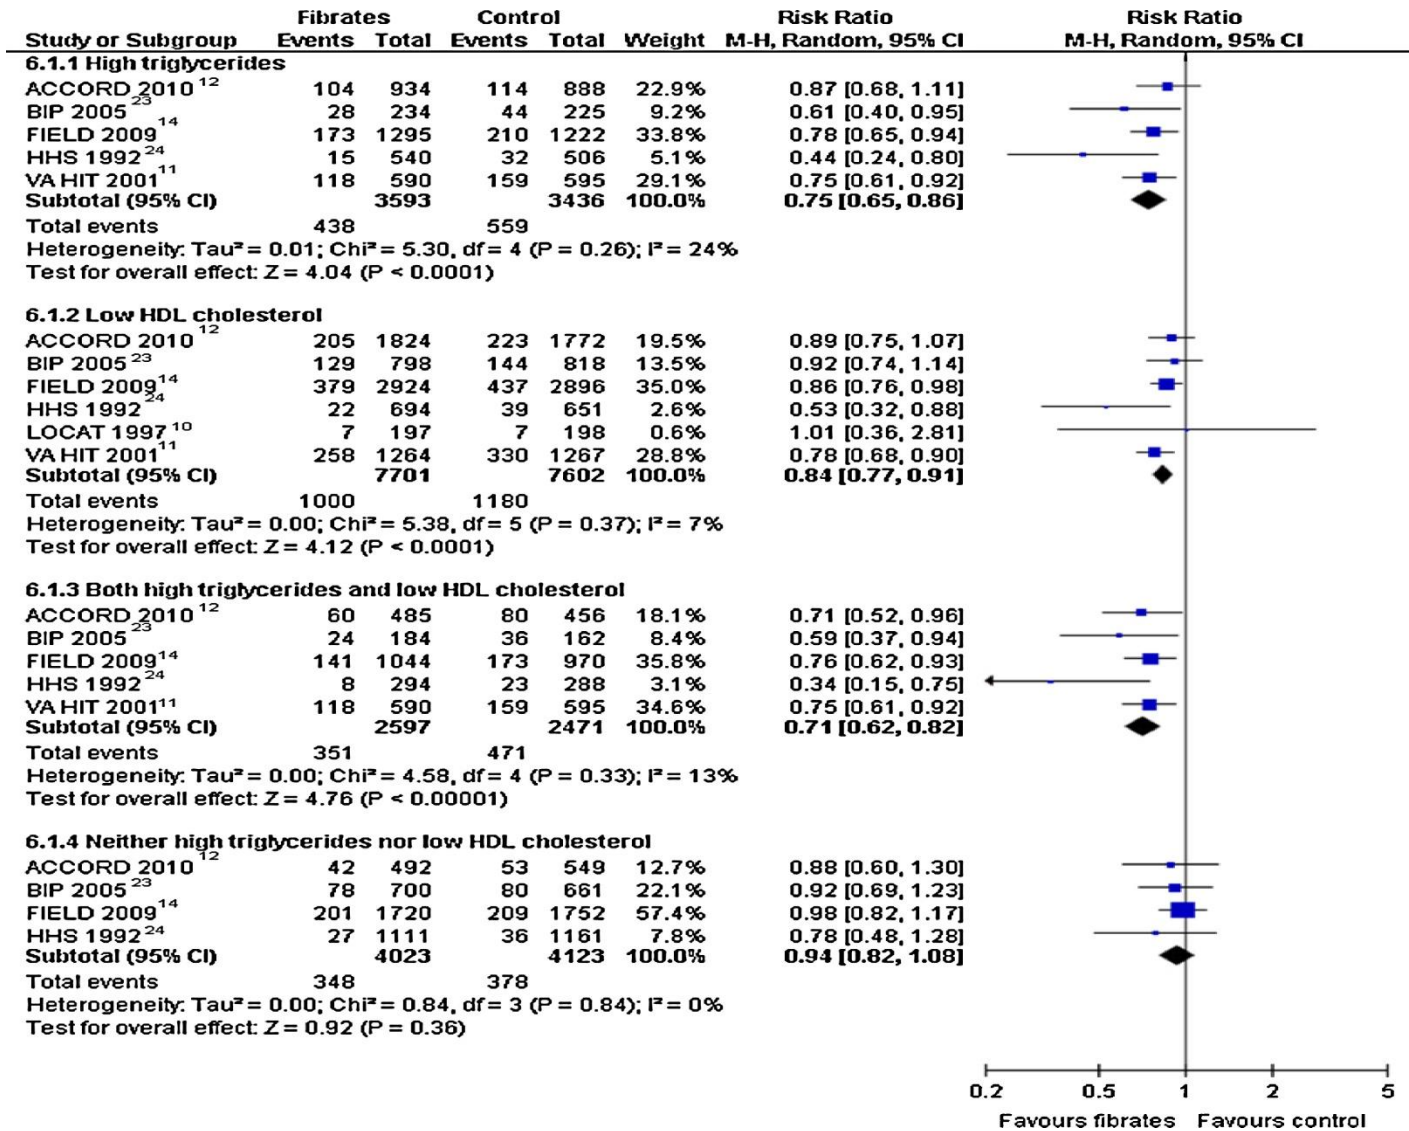 Fibrates Control Risk Ratio Risk Ratio
Study or Subgroup Events Total Events Total Weight M-H, Random, 95% CI M-H, Random, 95% CI
6.1.1 High triglycerides
ACCORD 2010 12 104 934 114 888 22.9% 0.87 [0.68, 1.11]
BIP 2005 23 28 234 44 225 9.2% 0.61 [0.40, 0.95]
FIELD 2009 14 173 1295 210 1222 33.8% 0.78 [0.65, 0.94]
HHS 1992 24 15 540 32 506 5.1% 0.44 [0.24, 0.80]
VA HIT 2001 11 118 590 159 595 29.1% 0.75 [0.61, 0.92]
Subtotal (95% CI) 3593 3436 100.0% 0.75 [0.65, 0.86]
Total events 438 559
Heterogeneity: Tau² = 0.01; Chi² = 5.30, df = 4 (P = 0.26); I² = 24%
Test for overall effect: Z = 4.04 (P < 0.0001)
6.1.2 Low HDL cholesterol
ACCORD 2010 12 205 1824 223 1772 19.5% 0.89 [0.75, 1.07]
BIP 2005 23 129 798 144 818 13.5% 0.92 [0.74, 1.14]
FIELD 2009 14 379 2924 437 2896 35.0% 0.86 [0.76, 0.98]
HHS 1992 24 22 694 39 651 2.6% 0.53 [0.32, 0.88]
LOCAT 1997 10 7 197 7 198 0.6% 1.01 [0.36, 2.81]
VA HIT 2001 11 258 1264 330 1267 28.8% 0.78 [0.68, 0.90]
Subtotal (95% CI) 7701 7602 100.0% 0.84 [0.77, 0.91]
Total events 1000 1180
Heterogeneity: Tau² = 0.00; Chi² = 5.38, df = 5 (P = 0.37); I² = 7%
Test for overall effect: Z = 4.12 (P < 0.0001)
6.1.3 Both high triglycerides and low HDL cholesterol
ACCORD 2010 12 60 485 80 456 18.1% 0.71 [0.52, 0.96]
BIP 2005 23 24 184 36 162 8.4% 0.59 [0.37, 0.94]
FIELD 2009 14 141 1044 173 970 35.8% 0.76 [0.62, 0.93]
HHS 1992 24 8 294 23 288 3.1% 0.34 [0.15, 0.75]
VA HIT 2001 11 118 590 159 595 34.6% 0.75 [0.61, 0.92]
Subtotal (95% CI) 2597 2471 100.0% 0.71 [0.62, 0.82]
Total events 351 471
Heterogeneity: Tau² = 0.00; Chi² = 4.58, df = 4 (P = 0.33); I² = 13%
Test for overall effect: Z = 4.76 (P < 0.00001)
6.1.4 Neither high triglycerides nor low HDL cholesterol
ACCORD 2010 12 42 492 53 549 12.7% 0.88 [0.60, 1.30]
BIP 2005 23 78 700 80 661 22.1% 0.92 [0.69, 1.23]
FIELD 2009 14 201 1720 209 1752 57.4% 0.98 [0.82, 1.17]
HHS 1992 24 27 1111 36 1161 7.8% 0.78 [0.48, 1.28]
Subtotal (95% CI) 4023 4123 100.0% 0.94 [0.82, 1.08]
Total events 348 378
Heterogeneity: Tau² = 0.00; Chi² = 0.84, df = 3 (P = 0.84); I² = 0%
Test for overall effect: Z = 0.92 (P = 0.36)
0.2 0.5 1 2 5
Favours fibrates Favours control